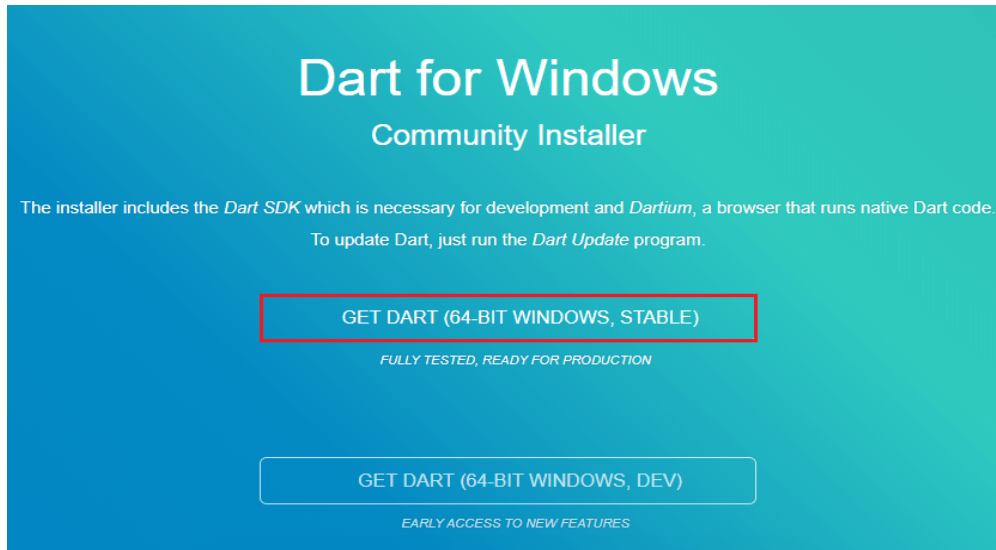 Dart for Windows
Community Installer
The installer includes the Dart SDK which is necessary for development and Dartium, a browser that runs native Dart code.
To update Dart, just run the Dart Update program.
GET DART (64-BIT WINDOWS, STABLE)
FULLY TESTED, READY FOR PRODUCTION
GET DART (64-BIT WINDOWS, DEV)
EARLY ACCESS TO NEW FEATURES